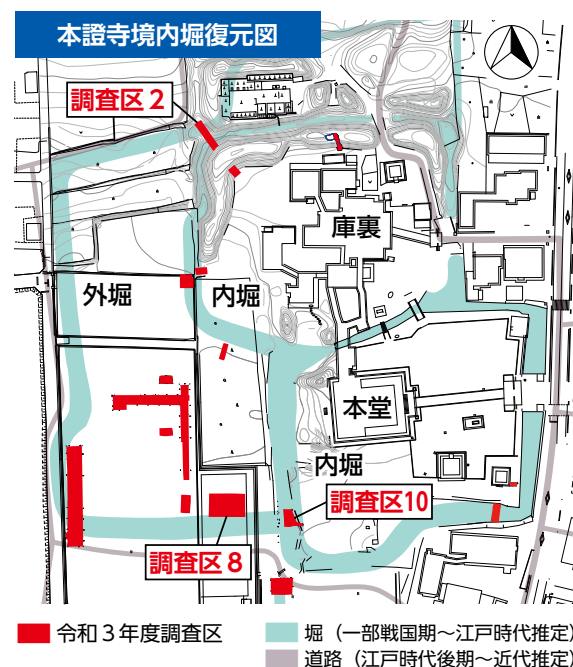 本證寺境内堀復元図
調査区2
庫裏
外堀
内堀
本堂
内堀
調査区10
調査区8
令和3年度調査区
堀（一部戦国期～江戸時代推定）
道路（江戸時代後期～近代推定）